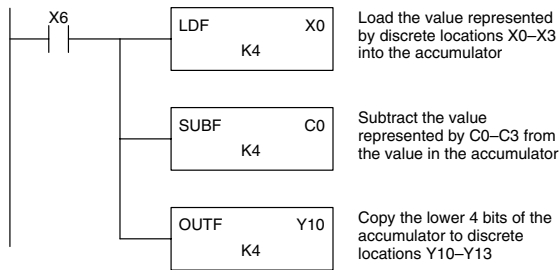 X6
LDF X0
K4
Load the value represented
by discrete locations X0–X3
into the accumulator
SUBF C0
K4
Subtract the value
represented by C0–C3 from
the value in the accumulator
OUTF Y10
K4
Copy the lower 4 bits of the
accumulator to discrete
locations Y10–Y13